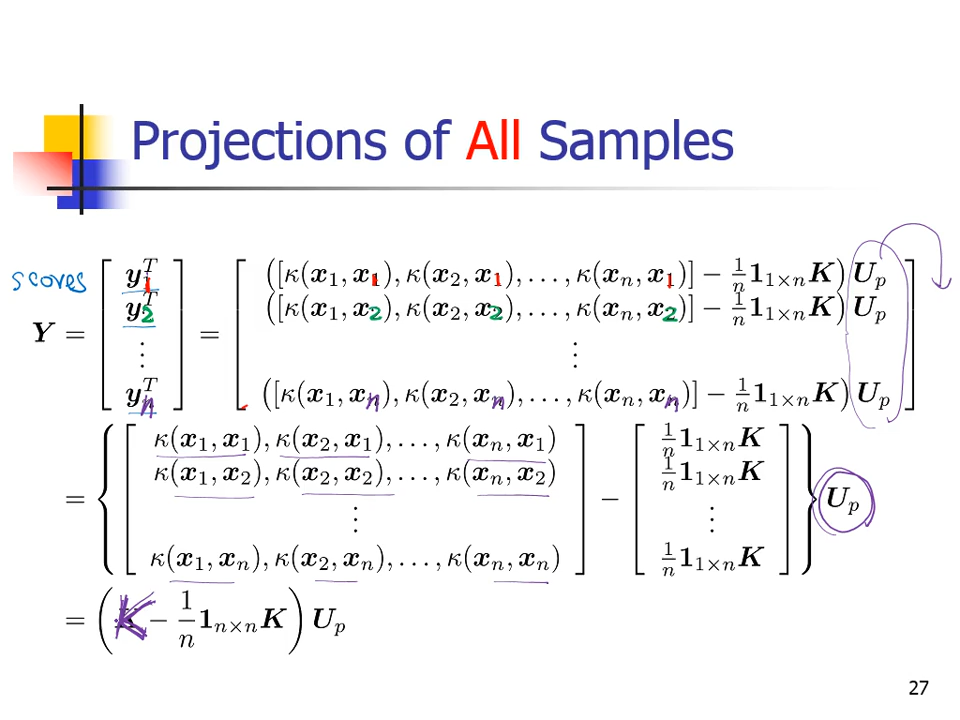 Projections of All Samples
scores
Y = [ y_1^T y_2^T ⋮ y_n^T ] = [
([κ(x_1, x_1), κ(x_2, x_1), . . . , κ(x_n, x_1)] − 1/n 1_{1×n} K) U_p
([κ(x_1, x_2), κ(x_2, x_2), . . . , κ(x_n, x_2)] − 1/n 1_{1×n} K) U_p
⋮
([κ(x_1, x_n), κ(x_2, x_n), . . . , κ(x_n, x_n)] − 1/n 1_{1×n} K) U_p ]
= { [ κ(x_1, x_1), κ(x_2, x_1), . . . , κ(x_n, x_1)
κ(x_1, x_2), κ(x_2, x_2), . . . , κ(x_n, x_2)
⋮
κ(x_1, x_n), κ(x_2, x_n), . . . , κ(x_n, x_n) ] − [ 1/n 1_{1×n} K
1/n 1_{1×n} K
⋮
1/n 1_{1×n} K ] } U_p
= ( K − 1/n 1_{n×n} K ) U_p
27